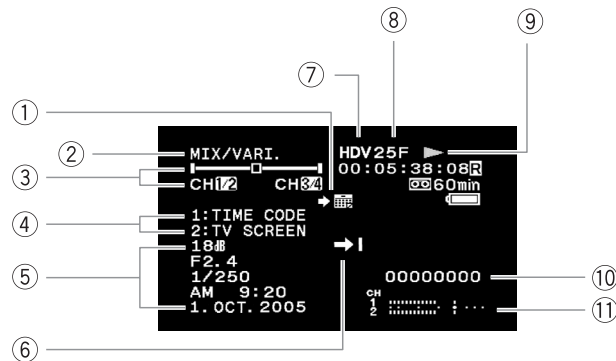 ⑧
⑨
⑦
①
② MIX/VARI.
HDV25F
00:05:38:08R
③ CH1/2 CH3/4
60min
④ 1:TIME CODE
2:TV SCREEN
18dB
F2.4
⑤ 1/250
00000000 ⑩
AM 9:20
CH
1
2 ⑪
1. OCT. 2005
⑥